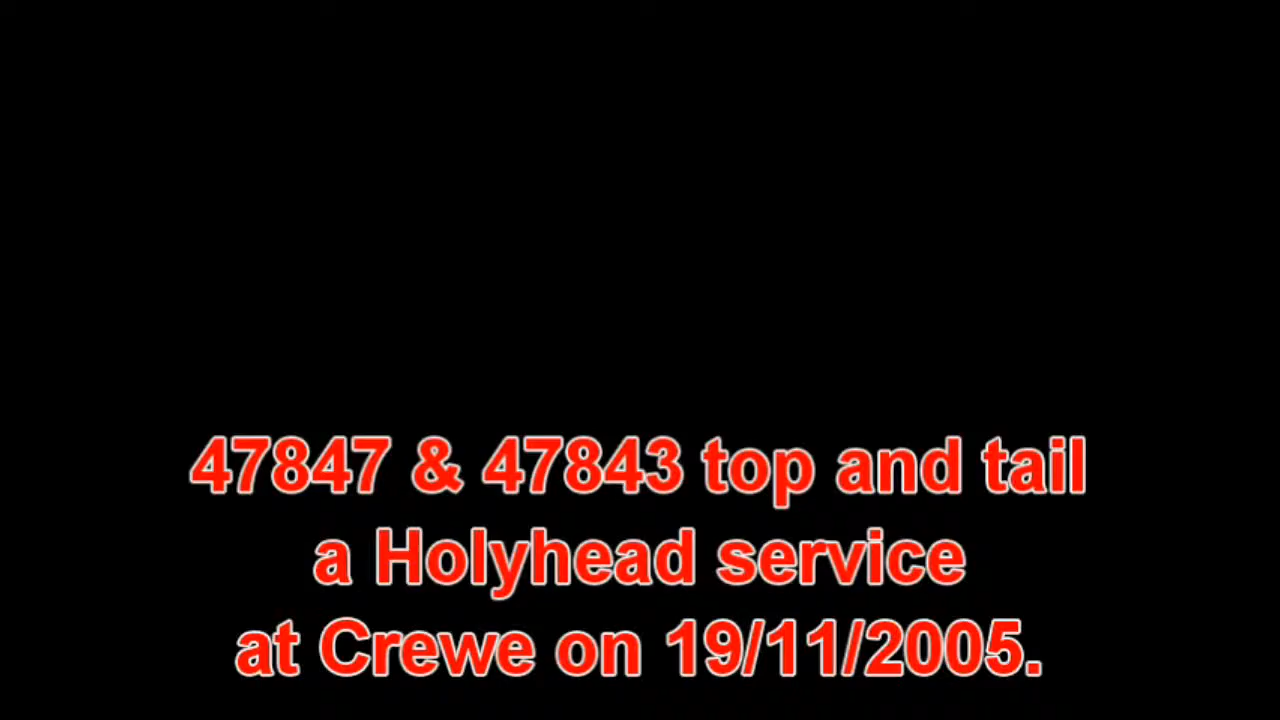 47847 & 47843 top and tail
a Holyhead service
at Crewe on 19/11/2005.